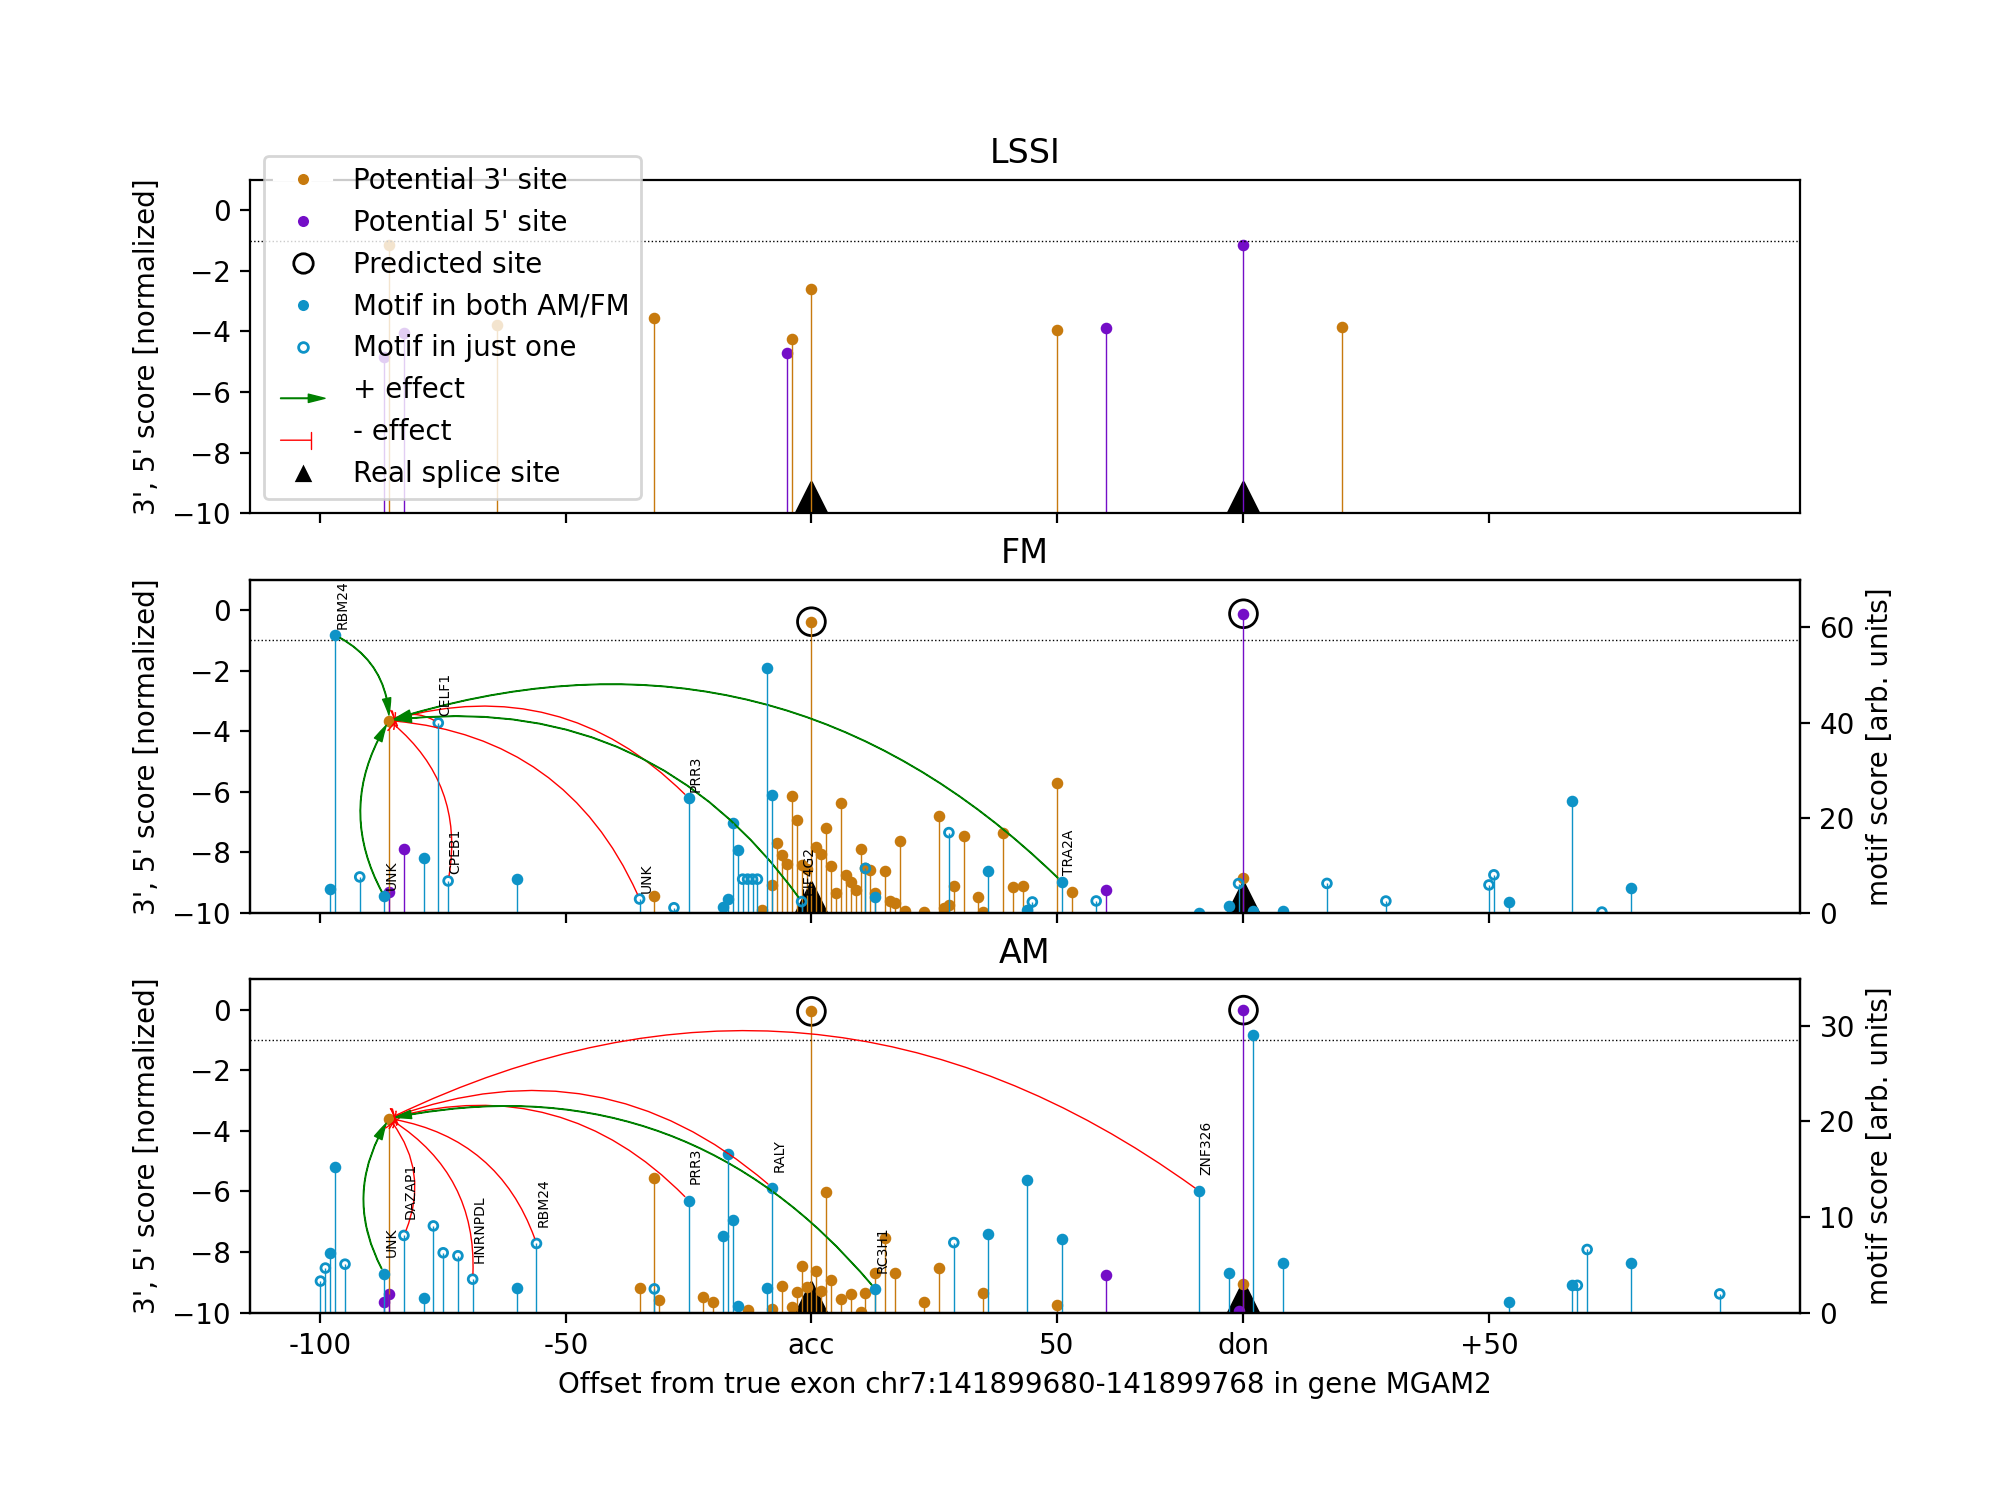 LSSI
3', 5' score [normalized]
0
−2
−4
−6
−8
−10
Potential 3' site
Potential 5' site
Predicted site
Motif in both AM/FM
Motif in just one
+ effect
- effect
Real splice site
FM
3', 5' score [normalized]
0
−2
−4
−6
−8
−10
RBM24
CELF1
CPEB1
UNK
UNK
PRR3
TRA2A
60
40
20
0
motif score [arb. units]
AM
3', 5' score [normalized]
0
−2
−4
−6
−8
−10
UNK
DAZAP1
HNRNPDL
RBM24
PRR3
RALY
RC3H1
ZNF326
30
20
10
0
motif score [arb. units]
-100
-50
acc
50
don
+50
Offset from true exon chr7:141899680-141899768 in gene MGAM2